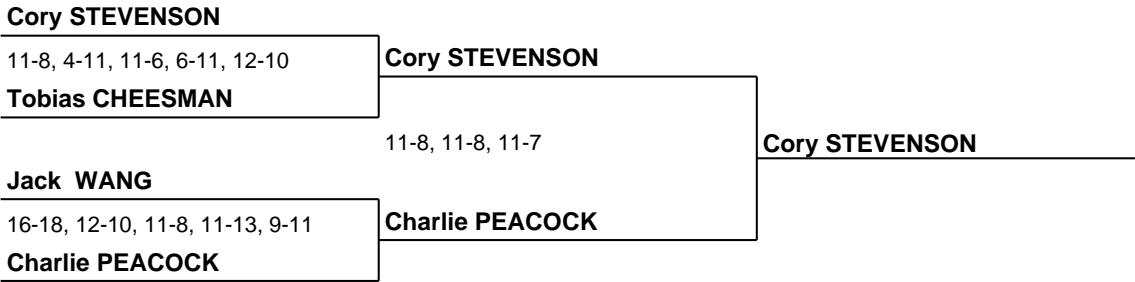 Cory STEVENSON
11-8, 4-11, 11-6, 6-11, 12-10
Cory STEVENSON
Tobias CHEESMAN
11-8, 11-8, 11-7
Cory STEVENSON
Jack WANG
16-18, 12-10, 11-8, 11-13, 9-11
Charlie PEACOCK
Charlie PEACOCK